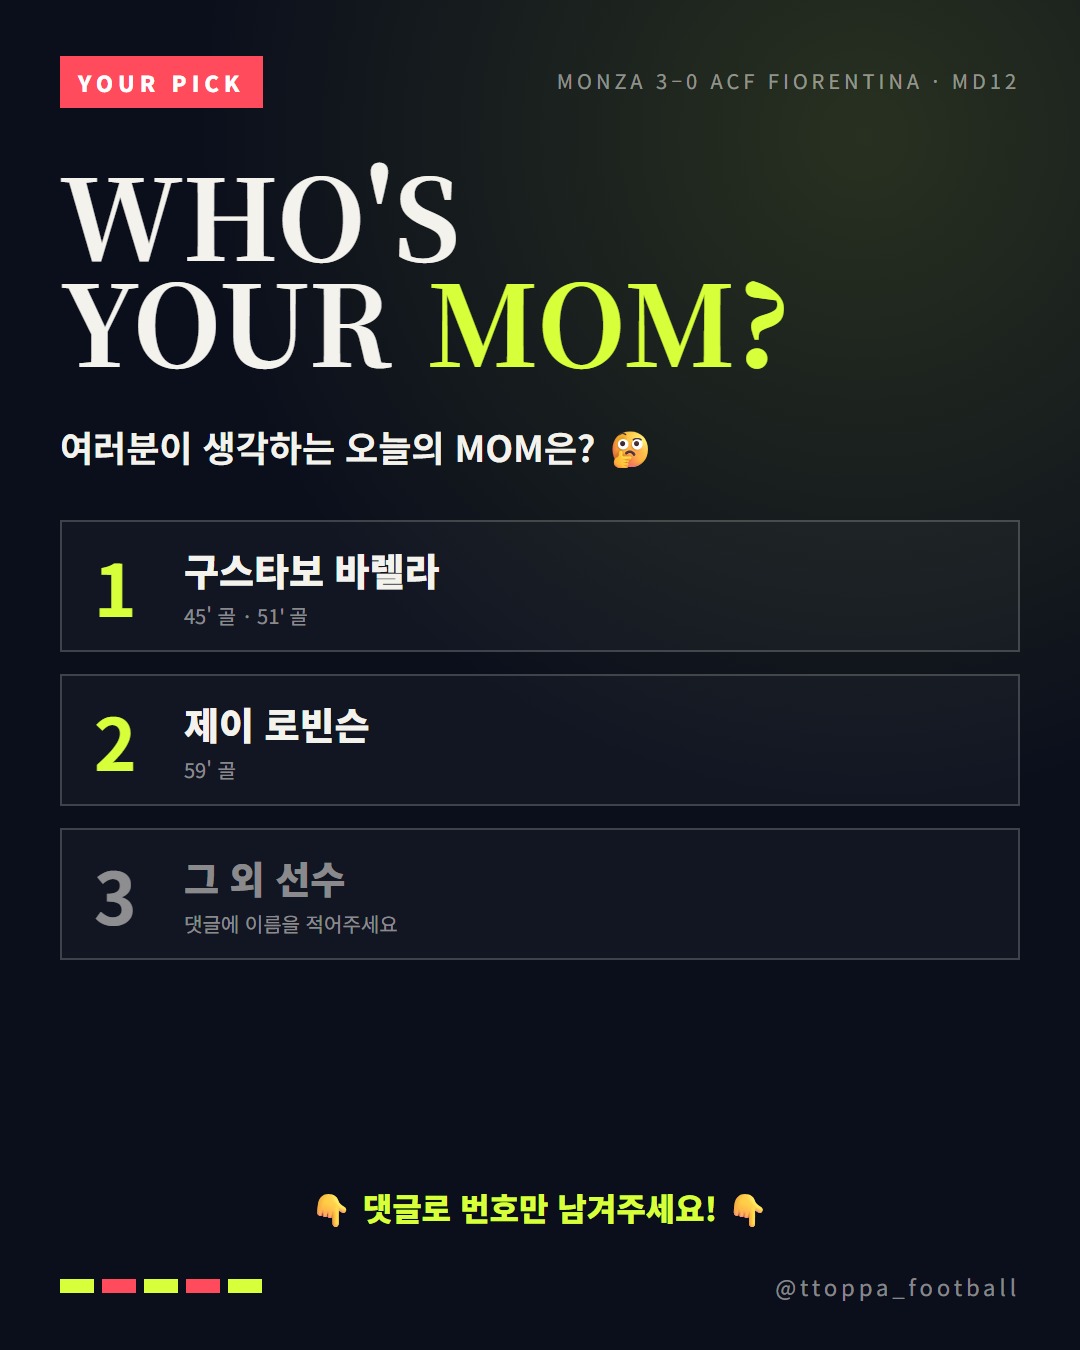 YOUR PICK
MONZA 3–0 ACF FIORENTINA · MD12
WHO'S
YOUR MOM?
여러분이 생각하는 오늘의 MOM은? 🤔
1
구스타보 바렐라
45' 골 · 51' 골
2
제이 로빈슨
59' 골
3
그 외 선수
댓글에 이름을 적어주세요
👇 댓글로 번호만 남겨주세요! 👇
@ttoppa_football